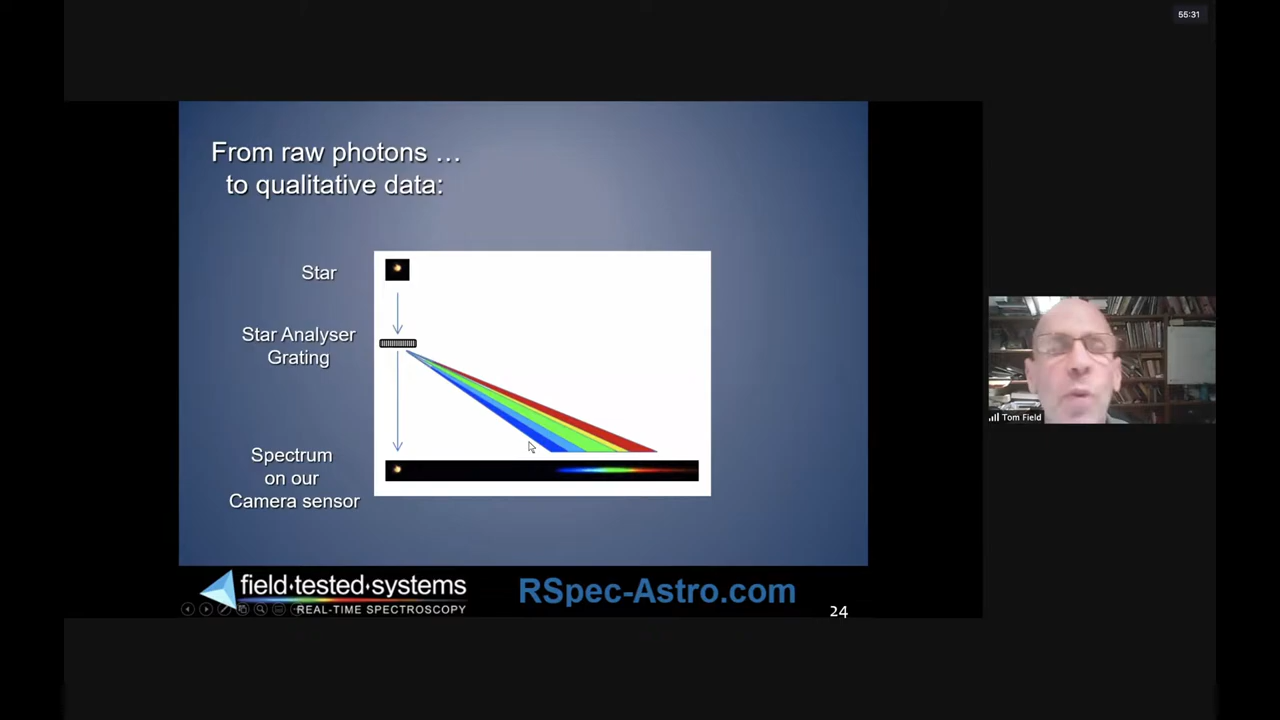 55:31
From raw photons …
to qualitative data:
Star
Star Analyser
Grating
Spectrum
on our
Camera sensor
Tom Field
field·tested·systems
REAL-TIME SPECTROSCOPY
RSpec-Astro.com
24